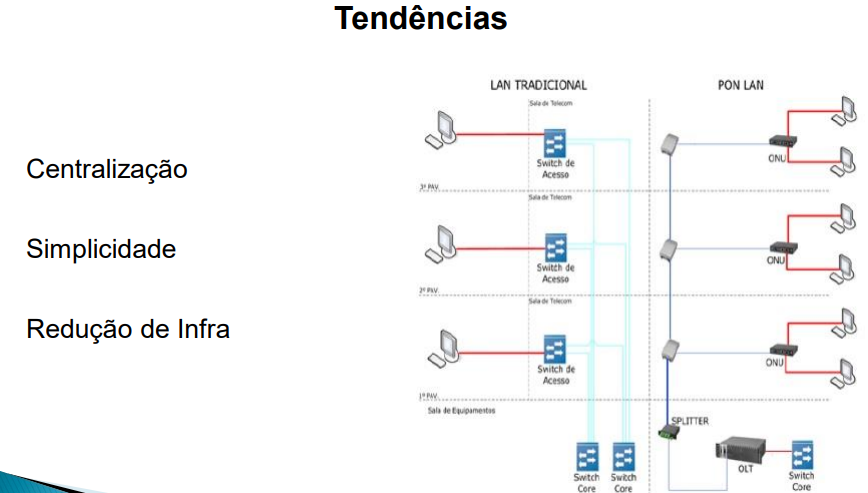 Tendências
Centralização
Simplicidade
Redução de Infra
LAN TRADICIONAL
PON LAN
Sala de Telecom
Switch de
Acesso
ONU
3º PAV.
Sala de Telecom
Switch de
Acesso
ONU
2º PAV.
Sala de Telecom
Switch de
Acesso
ONU
1º PAV.
Sala de Equipamentos
SPLITTER
Switch
Core
Switch
Core
OLT
Switch
Core